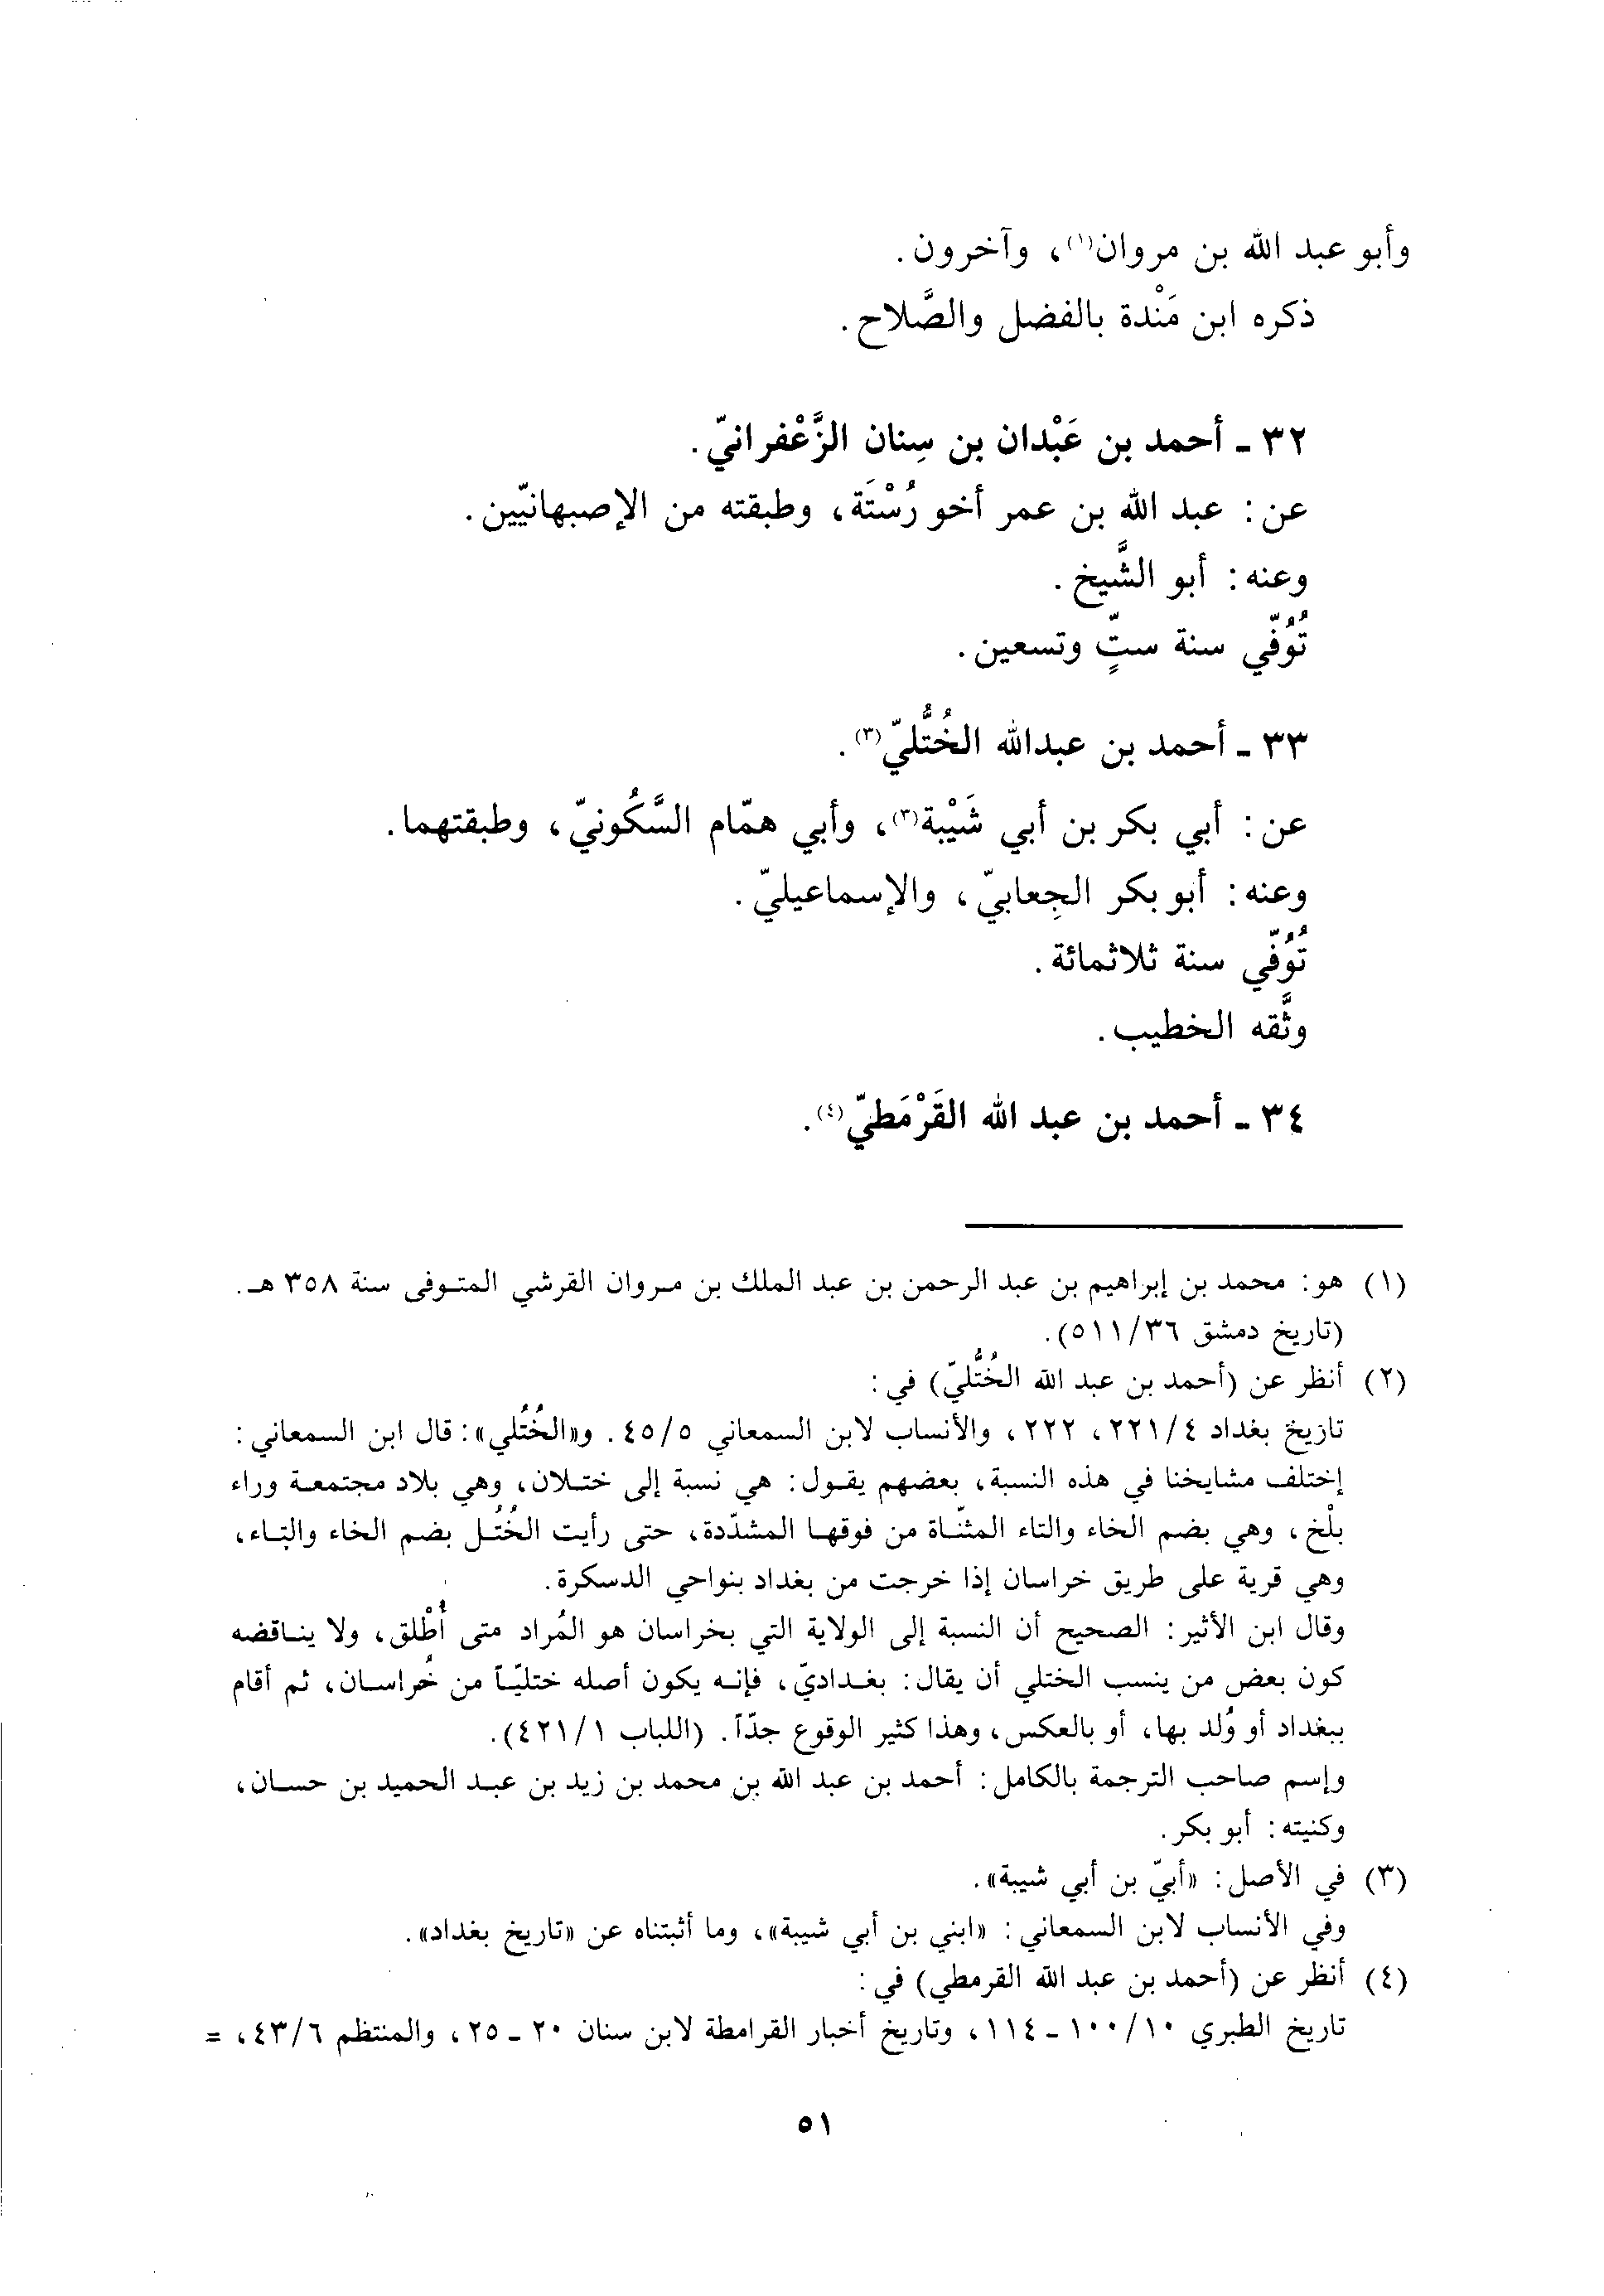 وأبو عبد الله بن مروان(١)، وآخرون.
ذكره ابن مَنْدة بالفضل والصَّلاح.
٣٢ - أحمد بن عَبْدان بن سِنان الزَّعْفرانيّ.
عن: عبد الله بن عمر أخو رُسْتَة، وطبقته من الإصبهانيّين.
وعنه: أبو الشَّيخ.
تُوُفّي سنة ستٍّ وتسعين.
٣٣ - أحمد بن عبدالله الخُتُّليّ(٣).
عن: أبي بكر بن أبي شَيْبة(٣)، وأبي همّام السَّكُونيّ، وطبقتهما.
وعنه: أبو بكر الجِعابيّ، والإسماعيليّ.
تُوُفّي سنة ثلاثمائة.
وثَّقه الخطيب.
٣٤ - أحمد بن عبد الله القَرْمَطيّ(٤).
(١) هو: محمد بن إبراهيم بن عبد الرحمن بن عبد الملك بن مروان القرشي المتوفى سنة ٣٥٨ هـ.
(تاريخ دمشق ٥١١/٣٦).
(٢) أنظر عن (أحمد بن عبد الله الخُتُّليّ) في:
تازيخ بغداد ٢٢١/٤، ٢٢٢، والأنساب لابن السمعاني ٤٥/٥. و«الخُتُلي»: قال ابن السمعاني:
إختلف مشايخنا في هذه النسبة، بعضهم يقول: هي نسبة إلى ختلان، وهي بلاد مجتمعة وراء
بلْخ، وهي بضم الخاء والتاء المثنّاة من فوقها المشدّدة، حتى رأيت الخُتُل بضم الخاء والتاء،
وهي قرية على طريق خراسان إذا خرجت من بغداد بنواحي الدسكرة.
وقال ابن الأثير: الصحيح أن النسبة إلى الولاية التي بخراسان هو المُراد متى أُطْلق، ولا يناقضه
كون بعض من ينسب الختلي أن يقال: بغداديّ، فإنه يكون أصله ختليّاً من خُراسان، ثم أقام
ببغداد أو وُلد بها، أو بالعكس، وهذا كثير الوقوع جدّاً. (اللباب ٤٢١/١).
وإسم صاحب الترجمة بالكامل: أحمد بن عبد الله بن محمد بن زيد بن عبد الحميد بن حسان،
وكنيته: أبو بكر.
(٣) في الأصل: «أبيّ بن أبي شيبة».
وفي الأنساب لابن السمعاني: «ابني بن أبي شيبة»، وما أثبتناه عن «تاريخ بغداد».
(٤) أنظر عن (أحمد بن عبد الله القرمطي) في:
تاريخ الطبري ١٠٠/١٠ - ١١٤، وتاريخ أخبار القرامطة لابن سنان ٢٠ - ٢٥، والمنتظم ٤٣/٦، =
٥١